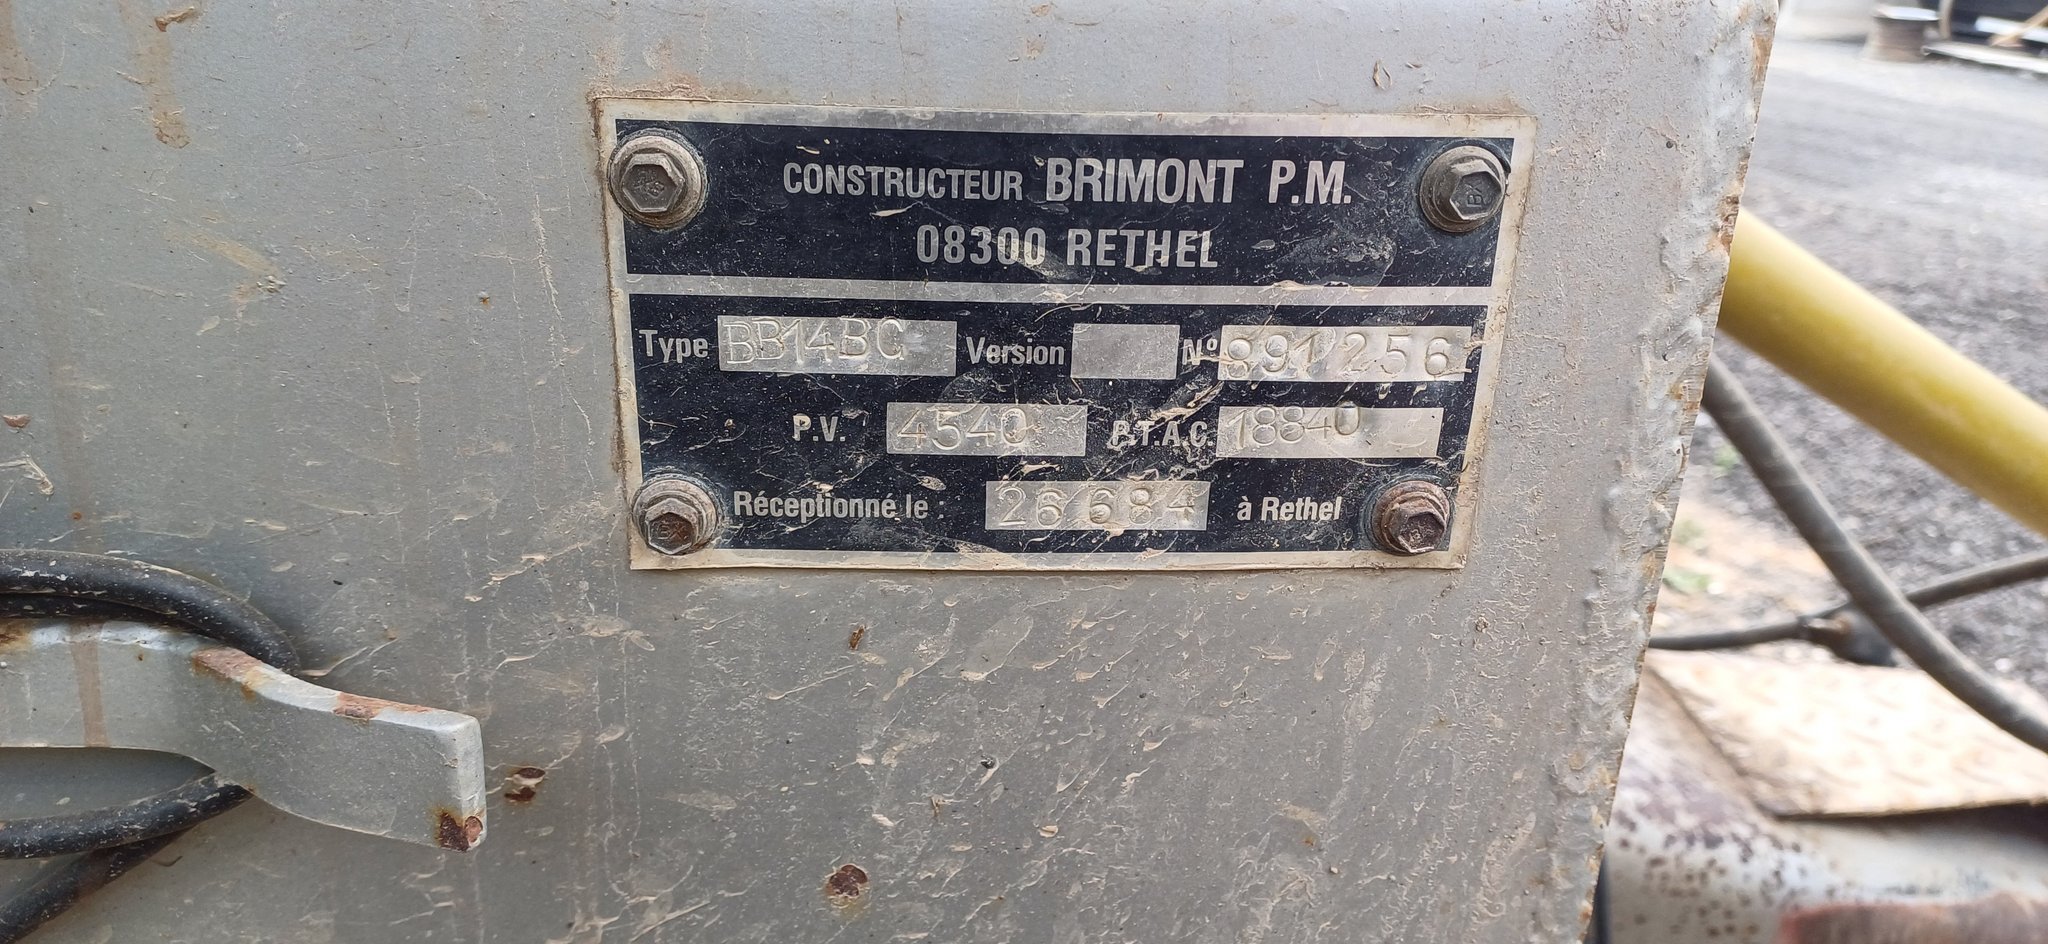 CONSTRUCTEUR BRIMONT P.M.
08300 RETHEL
Type BB14BC Version N° 891256
P.V. 4540 P.T.A.C. 18840
Réceptionné le : 26 6 84 à Rethel